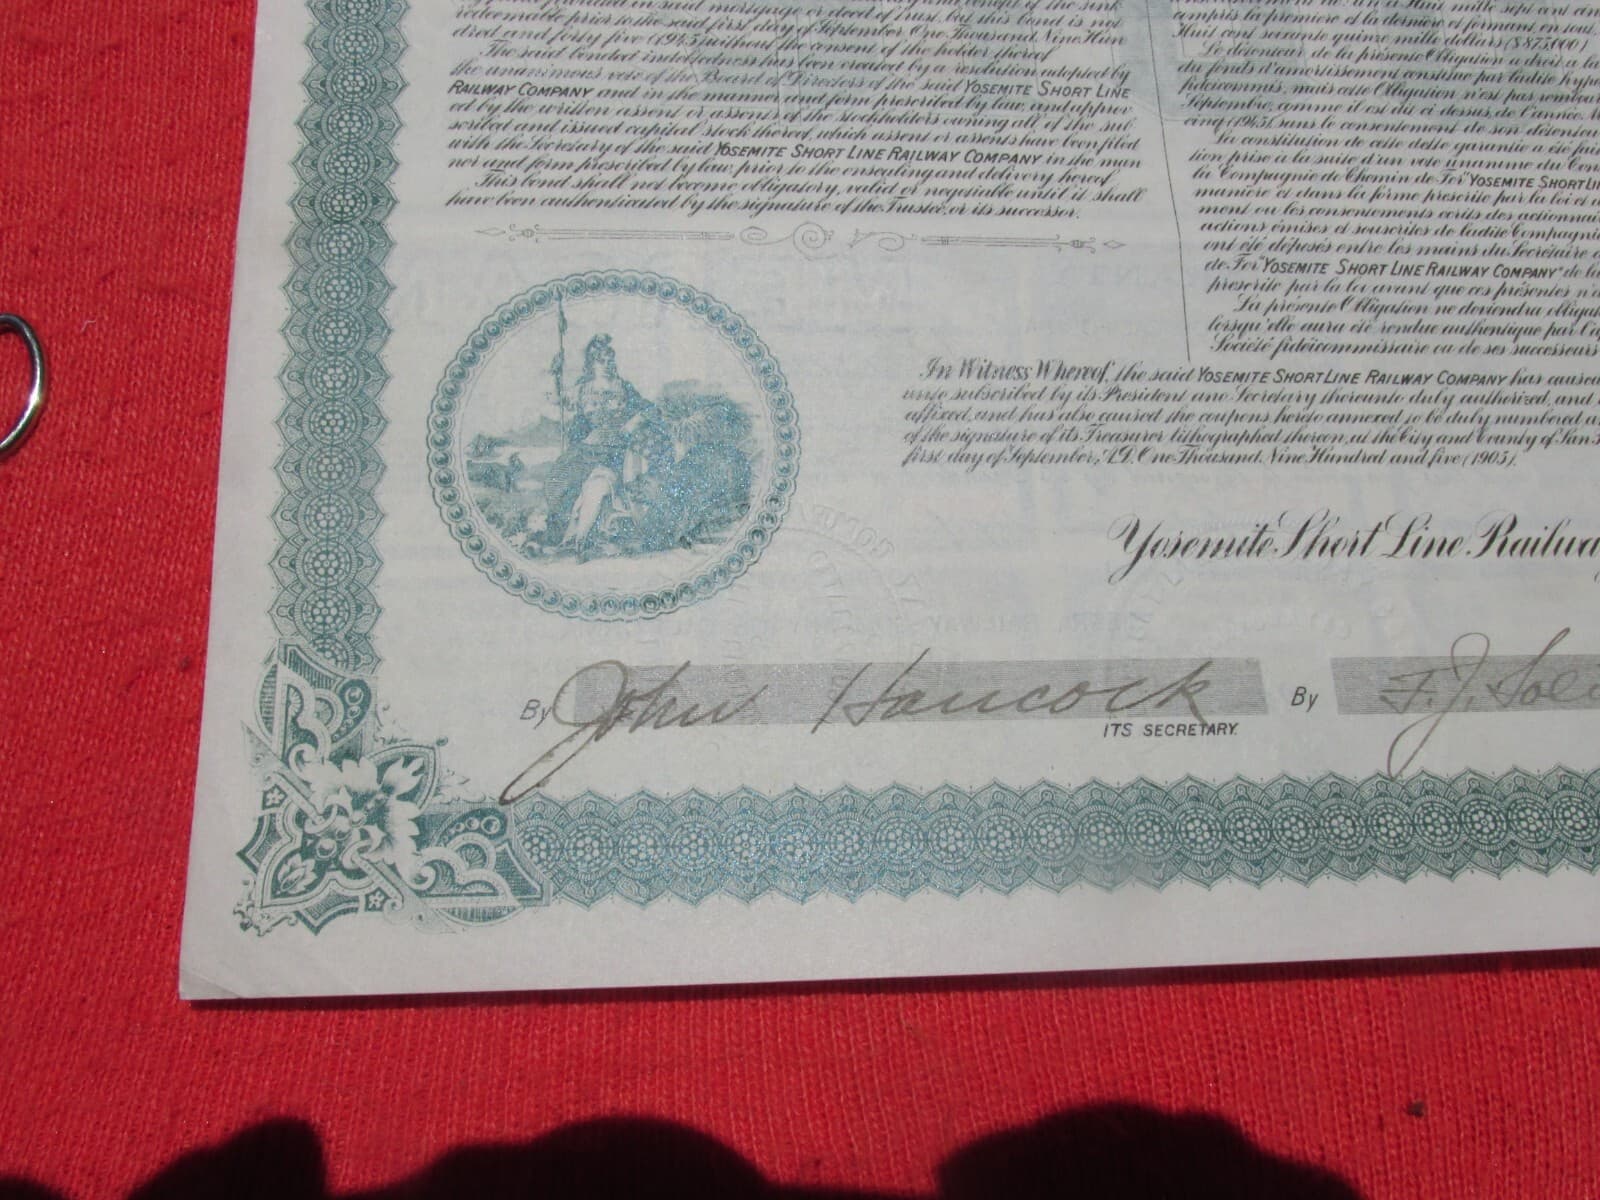 redeemable prior to the said first day of September One Thousand Nine Hun
dred and forty five (1945) without the consent of the holder thereof
The said bonded indebtedness has been created by a resolution adopted by
the unanimous vote of the Board of Directors of the said YOSEMITE SHORT LINE
RAILWAY COMPANY and in the manner and form prescribed by law, and approv
ed by the written assent or assents of the stockholders owning all of the sub
scribed and issued capital stock thereof, which assent or assents have been filed
with the Secretary of the said YOSEMITE SHORT LINE RAILWAY COMPANY in the man
ner and form prescribed by law, prior to the ensealing and delivery hereof
This bond shall not become obligatory, valid or negotiable until it shall
have been authenticated by the signature of the Trustee, or its successor.
compris la première et la dernière et formant en tout
Huit cent soixante quinze mille dollars ($875,000)
Le détenteur de la présente Obligation a droit à la
du fonds d'amortissement constitué par ladite hypo
fidéicommis, mais cette Obligation n'est pas rembour
Septembre, comme il est dit ci dessus, de l'année M
cinq (1945), sans le consentement de son détenteu
La constitution de cette dette garantie a été fai
tion prise à la suite d'un vote unanime du Con
la Compagnie de Chemin de Fer "YOSEMITE SHORT LI
manière et dans la forme prescrite par la loi et a
ment ou les consentements écrits des actionnai
actions émises et souscrites de ladite Compagni
ont été déposés entre les mains du Secrétaire d
de Fer "YOSEMITE SHORT LINE RAILWAY COMPANY" de la
prescrite par la loi avant que ces présentes n'a
La présente Obligation ne deviendra obliga
lorsqu'elle aura été rendue authentique par l'a
Société fidéicommissaire ou de ses successeurs
In Witness Whereof, the said YOSEMITE SHORT LINE RAILWAY COMPANY has cause
unto subscribed by its President and Secretary thereunto duly authorized, and
affixed, and has also caused the coupons hereto annexed to be duly numbered a
of the signature of its Treasurer lithographed thereon, at the City and County of San
first day of September, A.D. One Thousand, Nine Hundred and five (1905).
Yosemite Short Line Railwa
By John Hancock By F.J. Sol
ITS SECRETARY.